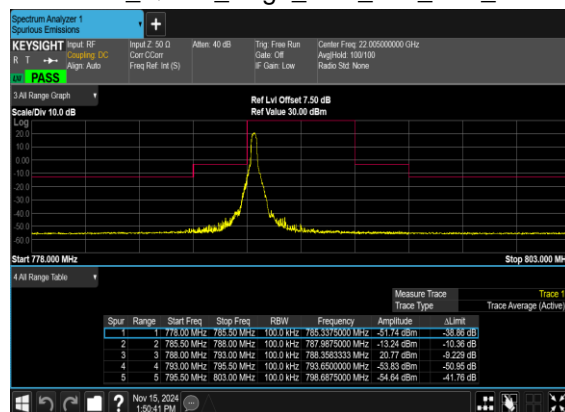 Spectrum Analyzer 1
Spurious Emissions
+
KEYSIGHT Input: RF Input Z: 50 Ω Atten: 40 dB Trig: Free Run Center Freq: 22.005000000 GHz
R T Coupling: DC Corr CCorr Gate: Off Avg|Hold: 100/100
Align: Auto Freq Ref: Int (S) IF Gain: Low Radio Std: None
PASS
3 All Range Graph
Ref Lvl Offset 7.50 dB
Scale/Div 10.0 dB Ref Value 30.00 dBm
Log
20.0
10.0
0.00
-10.0
-20.0
-30.0
-40.0
-50.0
-60.0
Start 778.000 MHz Stop 803.000 MH
4 All Range Table
Measure Trace Trace 1
Trace Type Trace Average (Active)
Spur Range Start Freq Stop Freq RBW Frequency Amplitude ΔLimit
1 1 778.00 MHz 785.50 MHz 100.0 kHz 785.3375000 MHz -51.74 dBm -38.86 dB
2 2 785.50 MHz 788.00 MHz 100.0 kHz 787.9875000 MHz -13.24 dBm -10.36 dB
3 3 788.00 MHz 793.00 MHz 100.0 kHz 788.3583333 MHz 20.77 dBm -9.229 dB
4 4 793.00 MHz 795.50 MHz 100.0 kHz 793.6500000 MHz -53.83 dBm -50.95 dB
5 5 795.50 MHz 803.00 MHz 100.0 kHz 798.6875000 MHz -54.64 dBm -41.76 dB
? Nov 15, 2024
1:50:41 PM